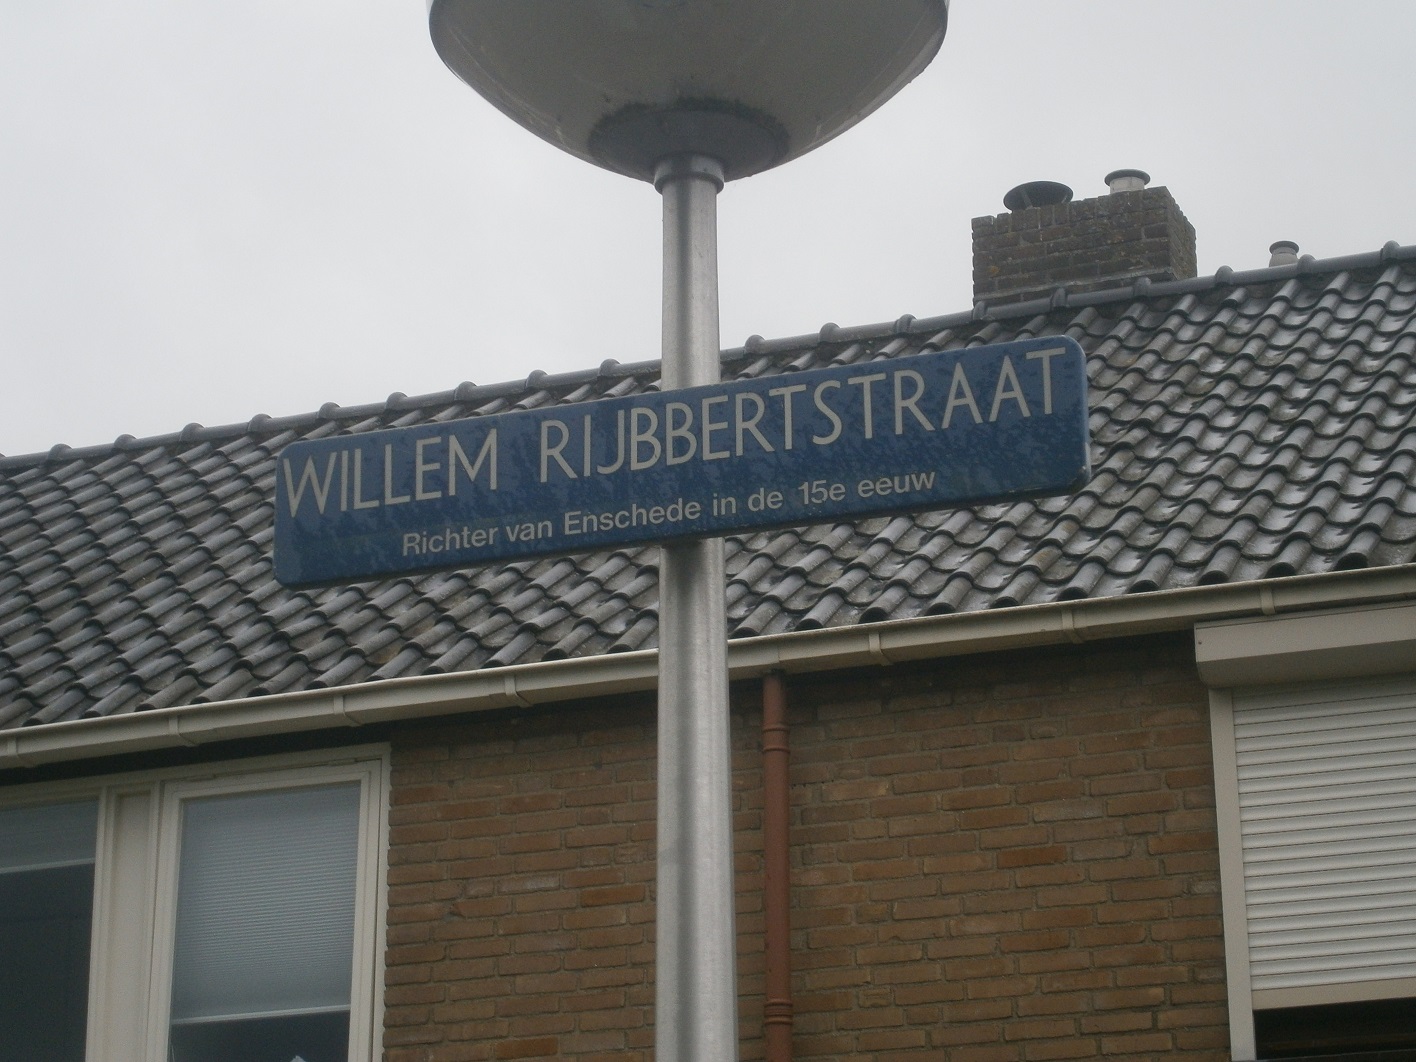 WILLEM RIJBBERTSTRAAT
Richter van Enschede in de 15e eeuw